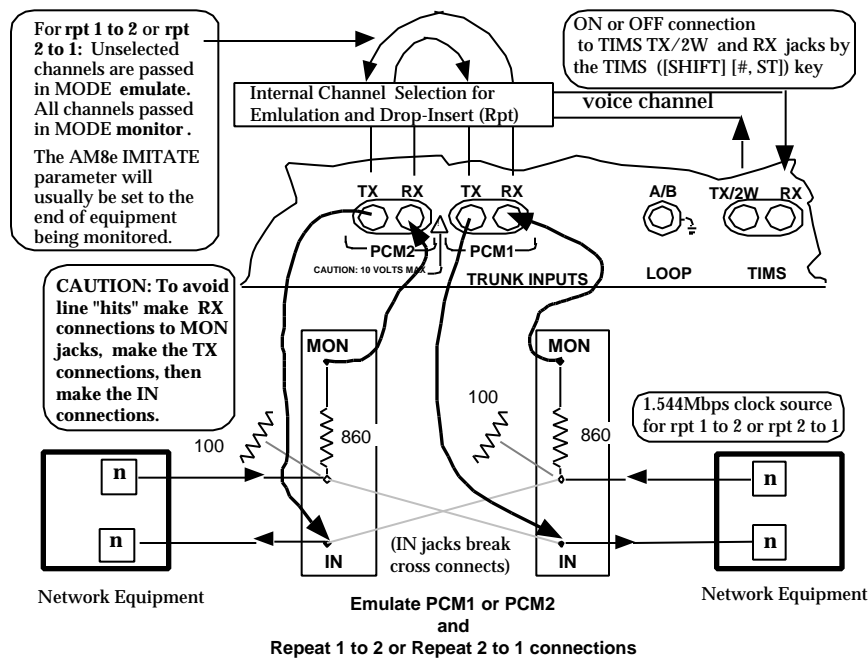 For rpt 1 to 2 or rpt
2 to 1: Unselected
channels are passed
in MODE emulate.
All channels passed
in MODE monitor .
The AM8e IMITATE
parameter will
usually be set to the
end of equipment
being monitored.
ON or OFF connection
to TIMS TX/2W and RX jacks by
the TIMS ([SHIFT] [#, ST]) key
Internal Channel Selection for
Emlulation and Drop-Insert (Rpt)
voice channel
TX RX TX RX
A/B
TX/2W RX
PCM2
PCM1
CAUTION: 10 VOLTS MAX
TRUNK INPUTS
LOOP
TIMS
CAUTION: To avoid
line "hits" make RX
connections to MON
jacks, make the TX
connections, then
make the IN
connections.
MON
MON
100
860
100
860
1.544Mbps clock source
for rpt 1 to 2 or rpt 2 to 1
n
n
n
n
IN
IN
(IN jacks break
cross connects)
Network Equipment
Network Equipment
Emulate PCM1 or PCM2
and
Repeat 1 to 2 or Repeat 2 to 1 connections